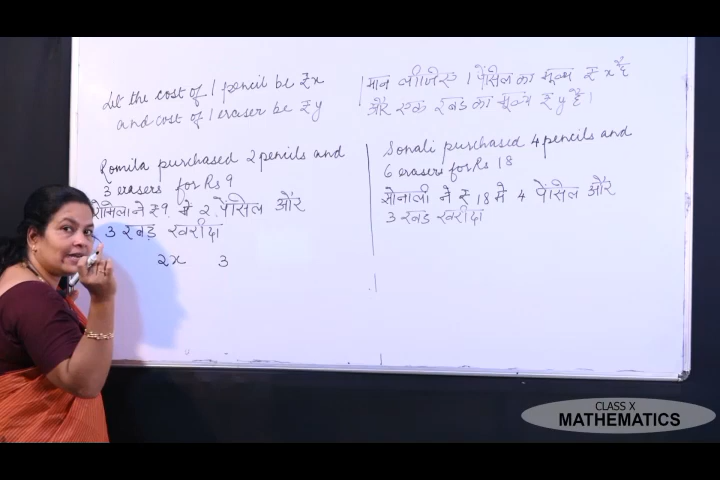 Let the cost of 1 pencil be ₹x
and cost of 1 eraser be ₹ y
मान लीजिए 1 पेंसिल का मूल्य ₹ x है
और एक रबड़ का मूल्य ₹ y है।
Romila purchased 2 pencils and
3 erasers for Rs 9
रोमिला ने ₹9 में 2 पेंसिल और
3 रबड़ खरीदा
2x 3
Sonali purchased 4 pencils and
6 erasers for Rs 18
सोनाली ने ₹ 18 में 4 पेंसिल और
3 रबड खरीदा
CLASS X
MATHEMATICS